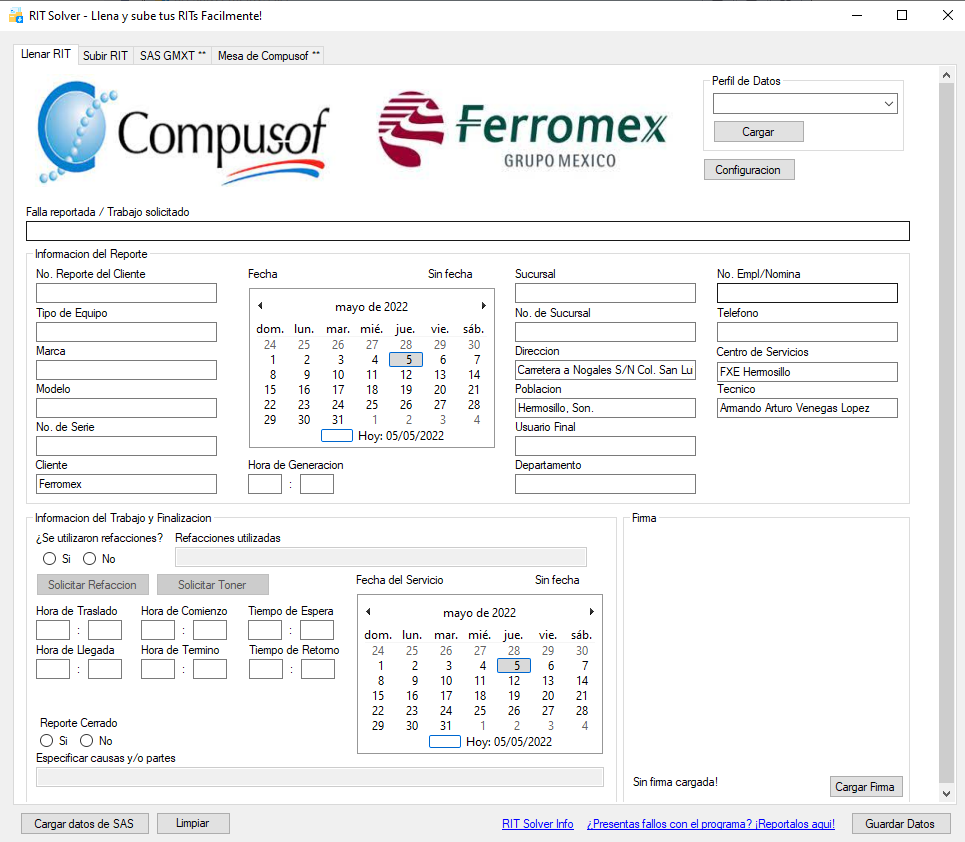 RIT Solver - Llena y sube tus RITs Facilmente!
Llenar RIT Subir RIT SAS GMXT ** Mesa de Compusof **
Compusof
Ferromex
GRUPO MEXICO
Perfil de Datos
Cargar
Configuracion
Falla reportada / Trabajo solicitado
Informacion del Reporte
No. Reporte del Cliente
Tipo de Equipo
Marca
Modelo
No. de Serie
Cliente
Ferromex
Fecha Sin fecha
mayo de 2022
dom. lun. mar. mié. jue. vie. sáb.
24 25 26 27 28 29 30
1 2 3 4 5 6 7
8 9 10 11 12 13 14
15 16 17 18 19 20 21
22 23 24 25 26 27 28
29 30 31 1 2 3 4
Hoy: 05/05/2022
Hora de Generacion
:
Sucursal
No. de Sucursal
Direccion
Carretera a Nogales S/N Col. San Lu
Poblacion
Hermosillo, Son.
Usuario Final
Departamento
No. Empl/Nomina
Telefono
Centro de Servicios
FXE Hermosillo
Tecnico
Armando Arturo Venegas Lopez
Informacion del Trabajo y Finalizacion
¿Se utilizaron refacciones?
Si No
Refacciones utilizadas
Solicitar Refaccion Solicitar Toner
Hora de Traslado Hora de Comienzo Tiempo de Espera
: : :
Hora de Llegada Hora de Termino Tiempo de Retorno
: : :
Fecha del Servicio Sin fecha
mayo de 2022
dom. lun. mar. mié. jue. vie. sáb.
24 25 26 27 28 29 30
1 2 3 4 5 6 7
8 9 10 11 12 13 14
15 16 17 18 19 20 21
22 23 24 25 26 27 28
29 30 31 1 2 3 4
Hoy: 05/05/2022
Reporte Cerrado
Si No
Especificar causas y/o partes
Firma
Sin firma cargada!
Cargar Firma
Cargar datos de SAS Limpiar RIT Solver Info ¿Presentas fallos con el programa? ¡Reportalos aqui! Guardar Datos